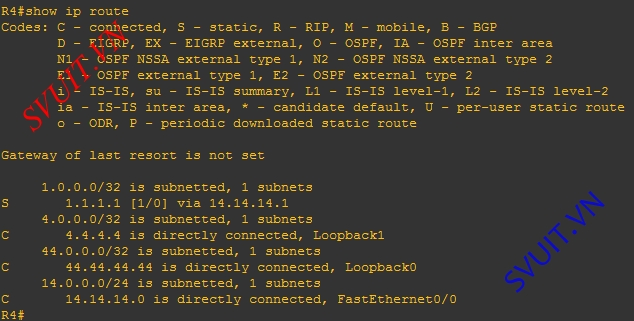 R4#show ip route
Codes: C - connected, S - static, R - RIP, M - mobile, B - BGP
       D - EIGRP, EX - EIGRP external, O - OSPF, IA - OSPF inter area
       N1 - OSPF NSSA external type 1, N2 - OSPF NSSA external type 2
       E1 - OSPF external type 1, E2 - OSPF external type 2
       i - IS-IS, su - IS-IS summary, L1 - IS-IS level-1, L2 - IS-IS level-2
       ia - IS-IS inter area, * - candidate default, U - per-user static route
       o - ODR, P - periodic downloaded static route
Gateway of last resort is not set
     1.0.0.0/32 is subnetted, 1 subnets
S       1.1.1.1 [1/0] via 14.14.14.1
     4.0.0.0/32 is subnetted, 1 subnets
C       4.4.4.4 is directly connected, Loopback1
     44.0.0.0/32 is subnetted, 1 subnets
C       44.44.44.44 is directly connected, Loopback0
     14.0.0.0/24 is subnetted, 1 subnets
C       14.14.14.0 is directly connected, FastEthernet0/0
R4#
SVUIT.VN
SVUIT.VN